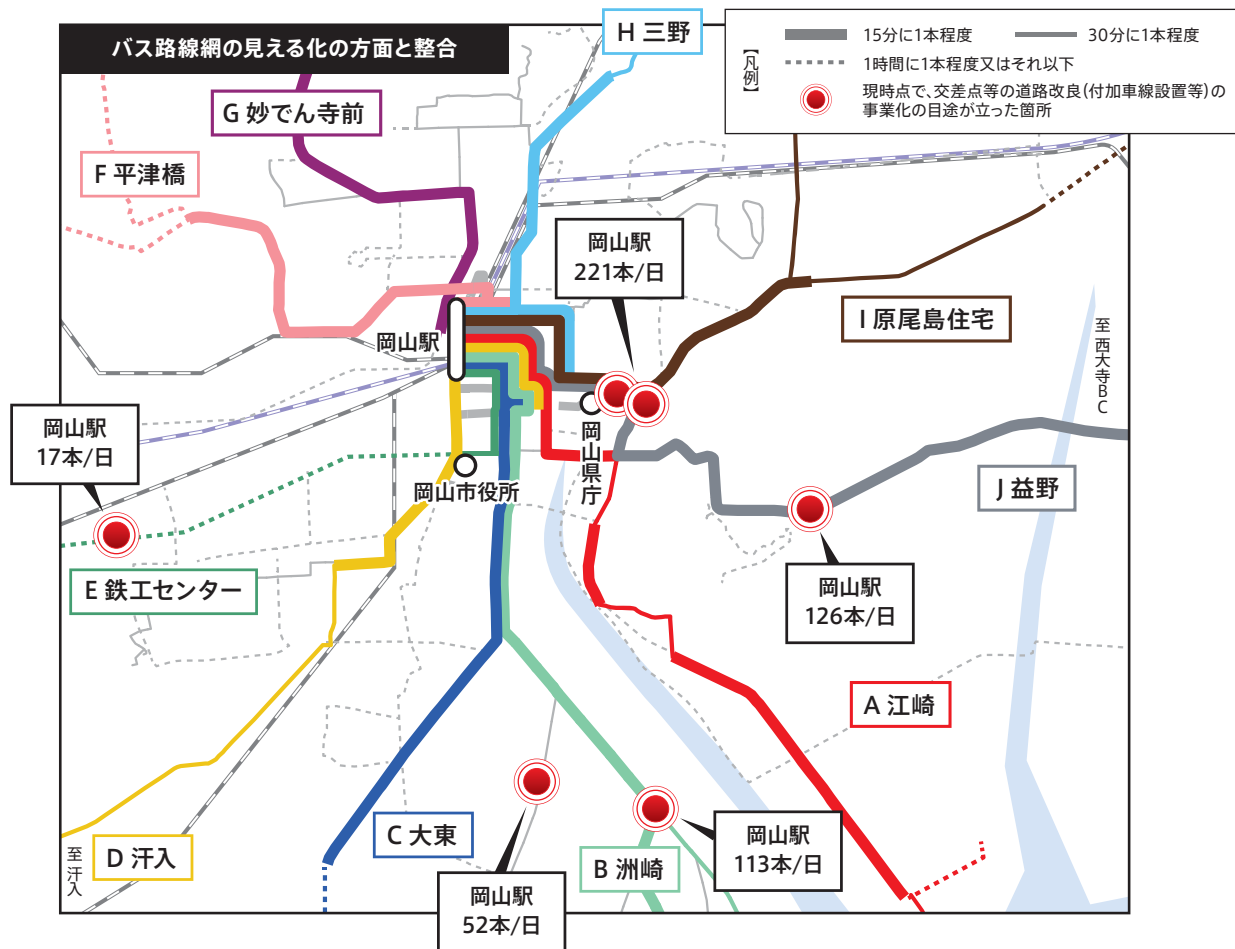 バス路線網の見える化の方面と整合
H 三野
【凡例】
15分に1本程度
30分に1本程度
1時間に1本程度又はそれ以下
現時点で、交差点等の道路改良(付加車線設置等)の
事業化の目途が立った箇所
G 妙でん寺前
F 平津橋
岡山駅
221本/日
I 原尾島住宅
至 西大寺BC
岡山駅
岡山駅
17本/日
岡山県庁
岡山市役所
J 益野
E 鉄工センター
岡山駅
126本/日
A 江崎
C 大東
D 汗入
至 汗入
B 洲崎
岡山駅
113本/日
岡山駅
52本/日